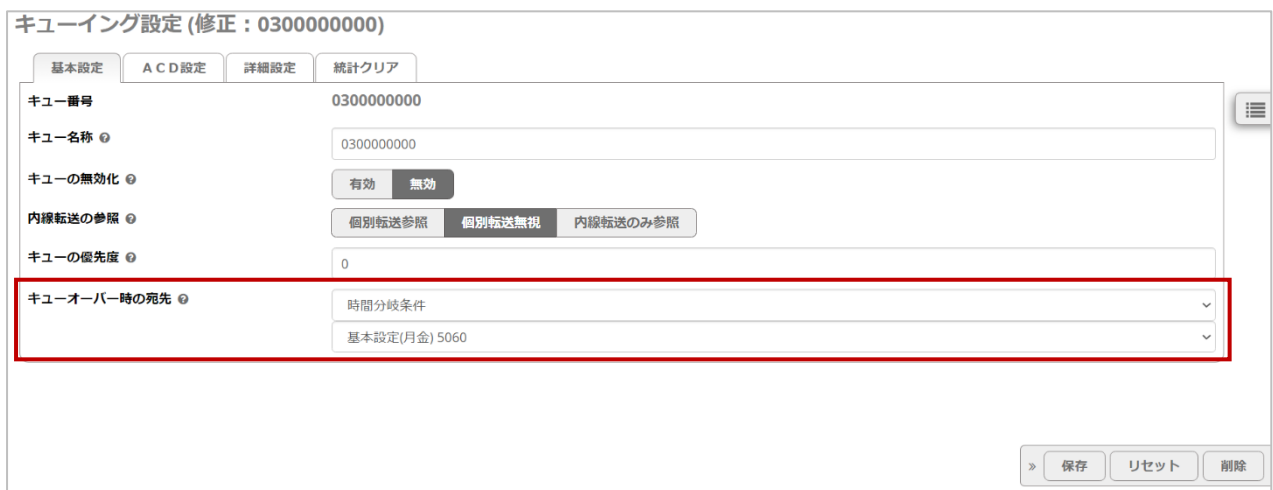 キューイング設定 (修正：0300000000)
基本設定 ＡＣＤ設定 詳細設定 統計クリア
キュー番号 0300000000
キュー名称 0300000000
キューの無効化 有効 無効
内線転送の参照 個別転送参照 個別転送無視 内線転送のみ参照
キューの優先度 0
キューオーバー時の宛先 時間分岐条件
基本設定(月金) 5060
» 保存 リセット 削除